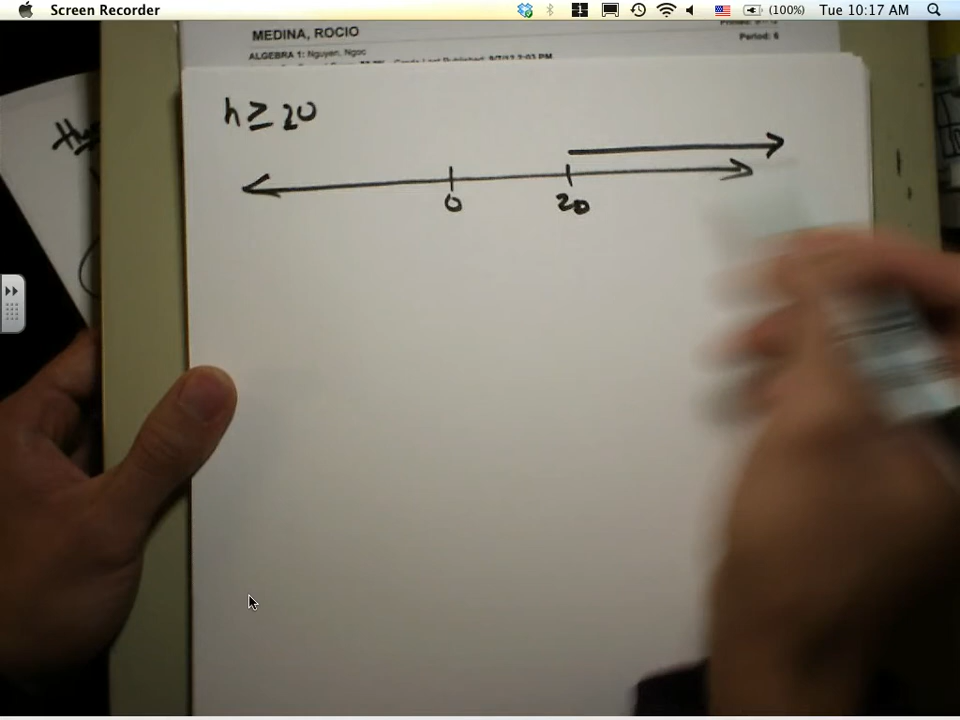 Screen Recorder
(100%)
Tue 10:17 AM
MEDINA, ROCIO
Period: 6
ALGEBRA 1: Nguyen, Ngoc
h ≥ 20
0
20